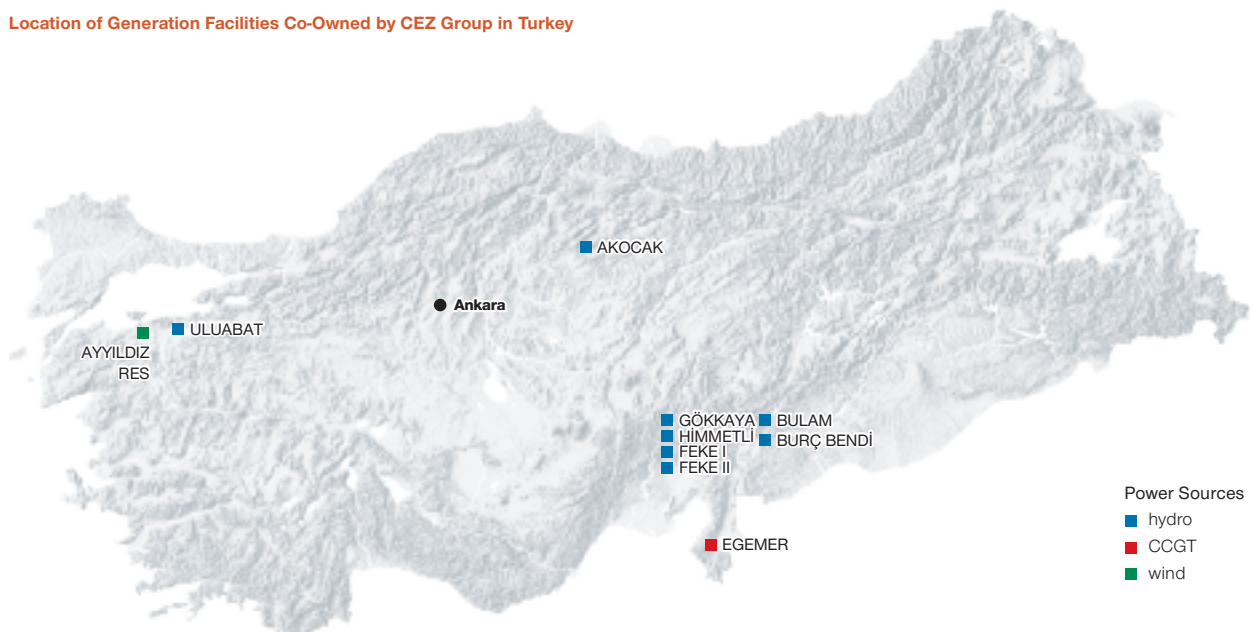 Location of Generation Facilities Co-Owned by CEZ Group in Turkey
AKOCAK
Ankara
ULUABAT
AYYILDIZ
RES
GÖKKAYA
BULAM
HİMMETLİ
BURÇ BENDİ
FEKE I
FEKE II
EGEMER
Power Sources
hydro
CCGT
wind